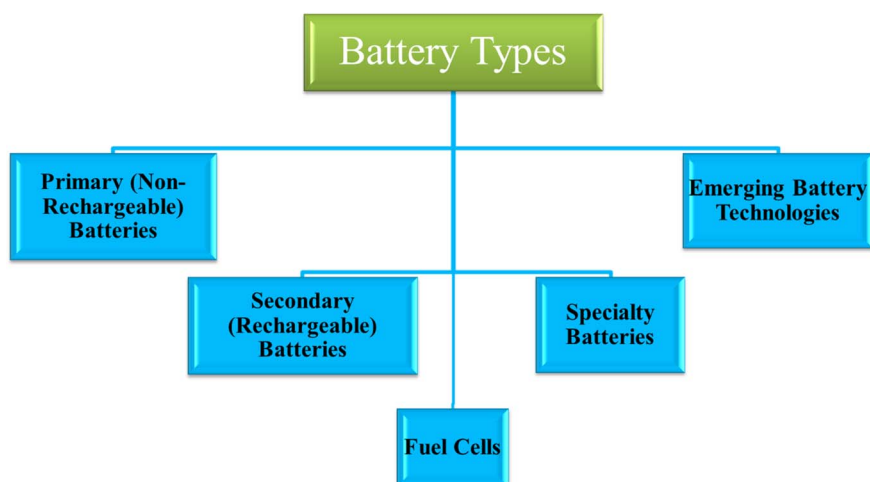 Battery Types
Primary (Non-
Rechargeable)
Batteries
Emerging Battery
Technologies
Secondary
(Rechargeable)
Batteries
Specialty
Batteries
Fuel Cells